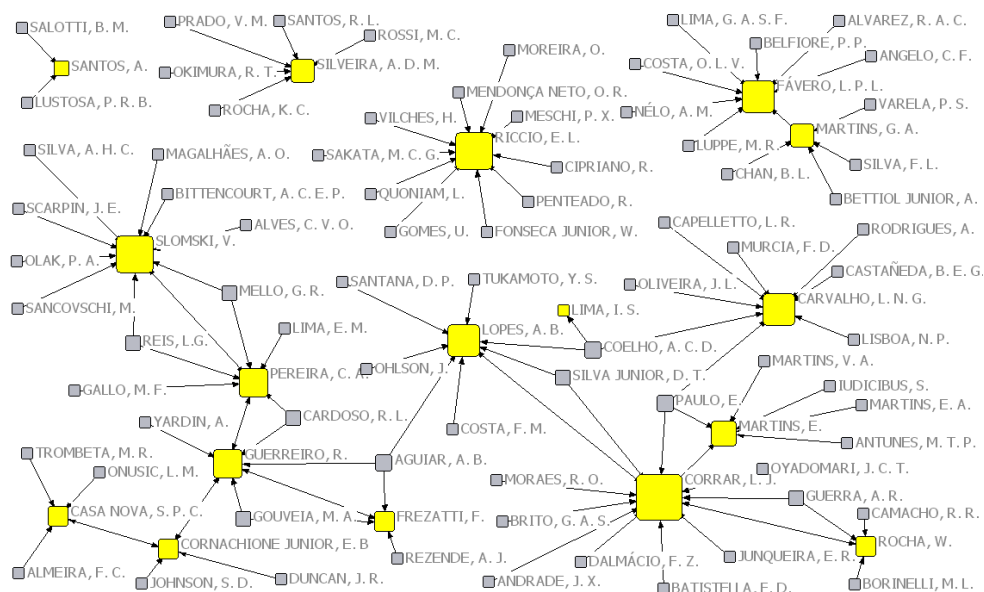 SALOTTI, B. M.
SANTOS, A.
LUSTOSA, P. R. B.
PRADO, V. M.
SANTOS, R. L.
ROSSI, M. C.
OKIMURA, R. T.
SILVEIRA, A. D. M.
ROCHA, K. C.
MOREIRA, O.
MENDONÇA NETO, O. R.
VILCHES, H.
MESCHI, P. X.
RICCIO, E. L.
SAKATA, M. C. G.
CIPRIANO, R.
QUONIAM, L.
PENTEADO, R.
GOMES, U.
FONSECA JUNIOR, W.
LIMA, G. A. S. F.
ALVAREZ, R. A. C.
BELFIORE, P. P.
ANGELO, C. F.
COSTA, O. L. V.
FÁVERO, L. P. L.
NÉLO, A. M.
VARELA, P. S.
MARTINS, G. A.
LUPPE, M. R.
SILVA, F. L.
CHAN, B. L.
BETTIOL JUNIOR, A.
SILVA, A. H. C.
MAGALHÃES, A. O.
BITTENCOURT, A. C. E. P.
SCARPIN, J. E.
ALVES, C. V. O.
SLOMSKI, V.
OLAK, P. A.
MELLO, G. R.
SANCOVSCHI, M.
REIS, L.G.
LIMA, E. M.
PEREIRA, C. A.
GALLO, M. F.
CARDOSO, R. L.
YARDIN, A.
GUERREIRO, R.
AGUIAR, A. B.
TROMBETA, M. R.
ONUSIC, L. M.
CASA NOVA, S. P. C.
GOUVEIA, M. A.
FREZATTI, F.
CORNACHIONE JUNIOR, E. B
REZENDE, A. J.
ALMEIRA, F. C.
JOHNSON, S. D.
DUNCAN, J. R.
SANTANA, D. P.
TUKAMOTO, Y. S.
LIMA, I. S.
LOPES, A. B.
COELHO, A. C. D.
OHLSON, J.
SILVA JUNIOR, D. T.
COSTA, F. M.
CAPELLETTO, L. R.
RODRIGUES, A.
MURCIA, F. D.
CASTAÑEDA, B. E. G.
OLIVEIRA, J. L.
CARVALHO, L. N. G.
LISBOA, N. P.
MARTINS, V. A.
IUDICIBUS, S.
PAULO, E.
MARTINS, E. A.
MARTINS, E.
ANTUNES, M. T. P.
OYADOMARI, J. C. T.
MORAES, R. O.
CORRAR, L. J.
GUERRA, A. R.
CAMACHO, R. R.
BRITO, G. A. S.
ROCHA, W.
DALMÁCIO, F. Z.
JUNQUEIRA, E. R.
ANDRADE, J. X.
BATISTELLA, F. D.
BORINELLI, M. L.